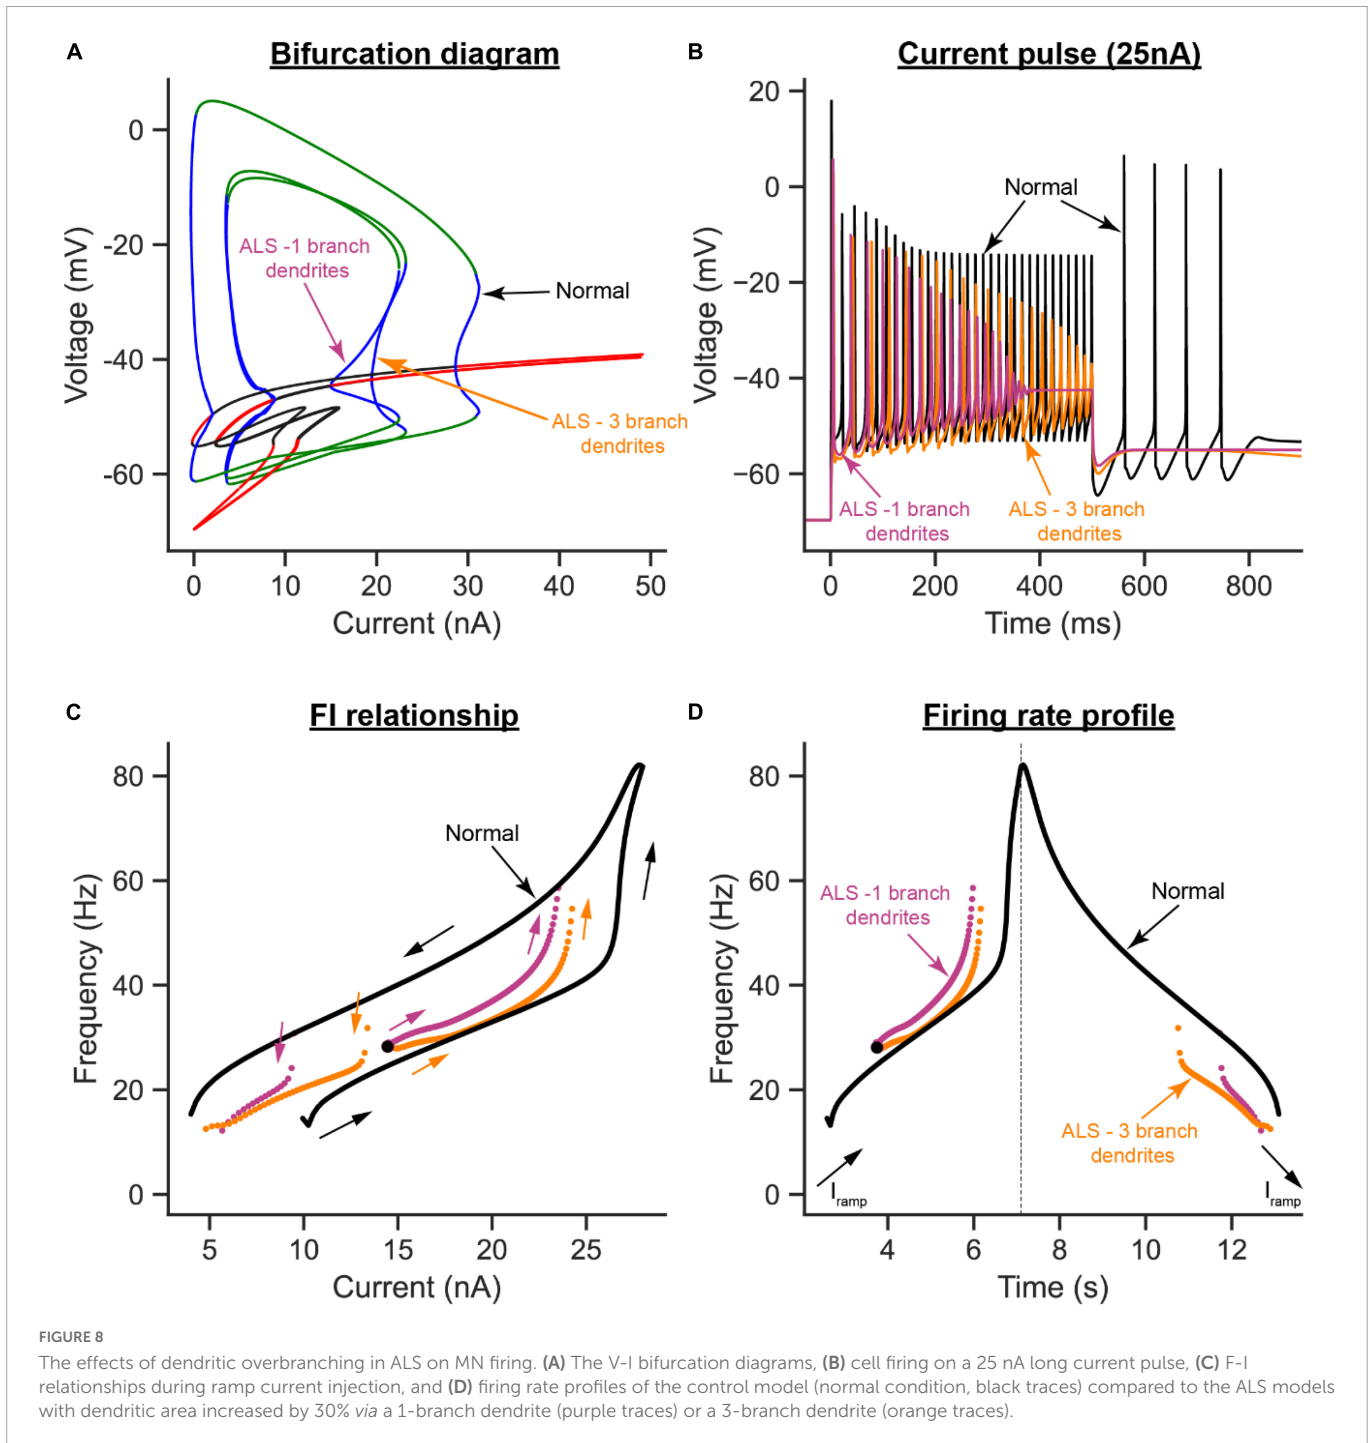 A
Bifurcation diagram
Voltage (mV)
0
-20
-40
-60
ALS -1 branch
dendrites
Normal
ALS - 3 branch
dendrites
0 10 20 30 40 50
Current (nA)
B
Current pulse (25nA)
Voltage (mV)
20
0
−20
−40
−60
Normal
ALS -1 branch
dendrites
ALS - 3 branch
dendrites
0 200 400 600 800
Time (ms)
C
FI relationship
Frequency (Hz)
80
60
40
20
0
Normal
5 10 15 20 25
Current (nA)
D
Firing rate profile
Frequency (Hz)
80
60
40
20
0
ALS -1 branch
dendrites
Normal
ALS - 3 branch
dendrites
Iramp
Iramp
4 6 8 10 12
Time (s)
FIGURE 8
The effects of dendritic overbranching in ALS on MN firing. (A) The V-I bifurcation diagrams, (B) cell firing on a 25 nA long current pulse, (C) F-I
relationships during ramp current injection, and (D) firing rate profiles of the control model (normal condition, black traces) compared to the ALS models
with dendritic area increased by 30% via a 1-branch dendrite (purple traces) or a 3-branch dendrite (orange traces).